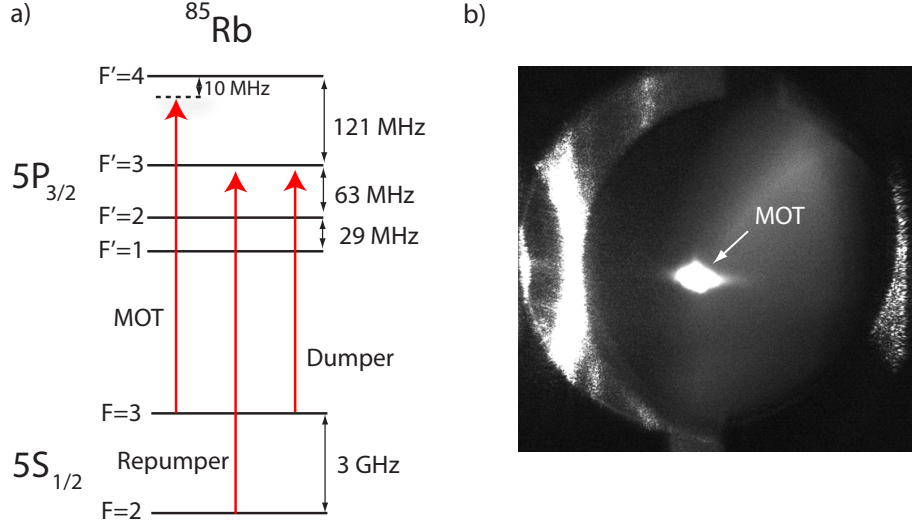 a)
⁸⁵Rb
b)
F'=4
10 MHz
121 MHz
F'=3
5P₃/₂
63 MHz
F'=2
29 MHz
F'=1
MOT
MOT
Dumper
F=3
5S₁/₂
Repumper
3 GHz
F=2